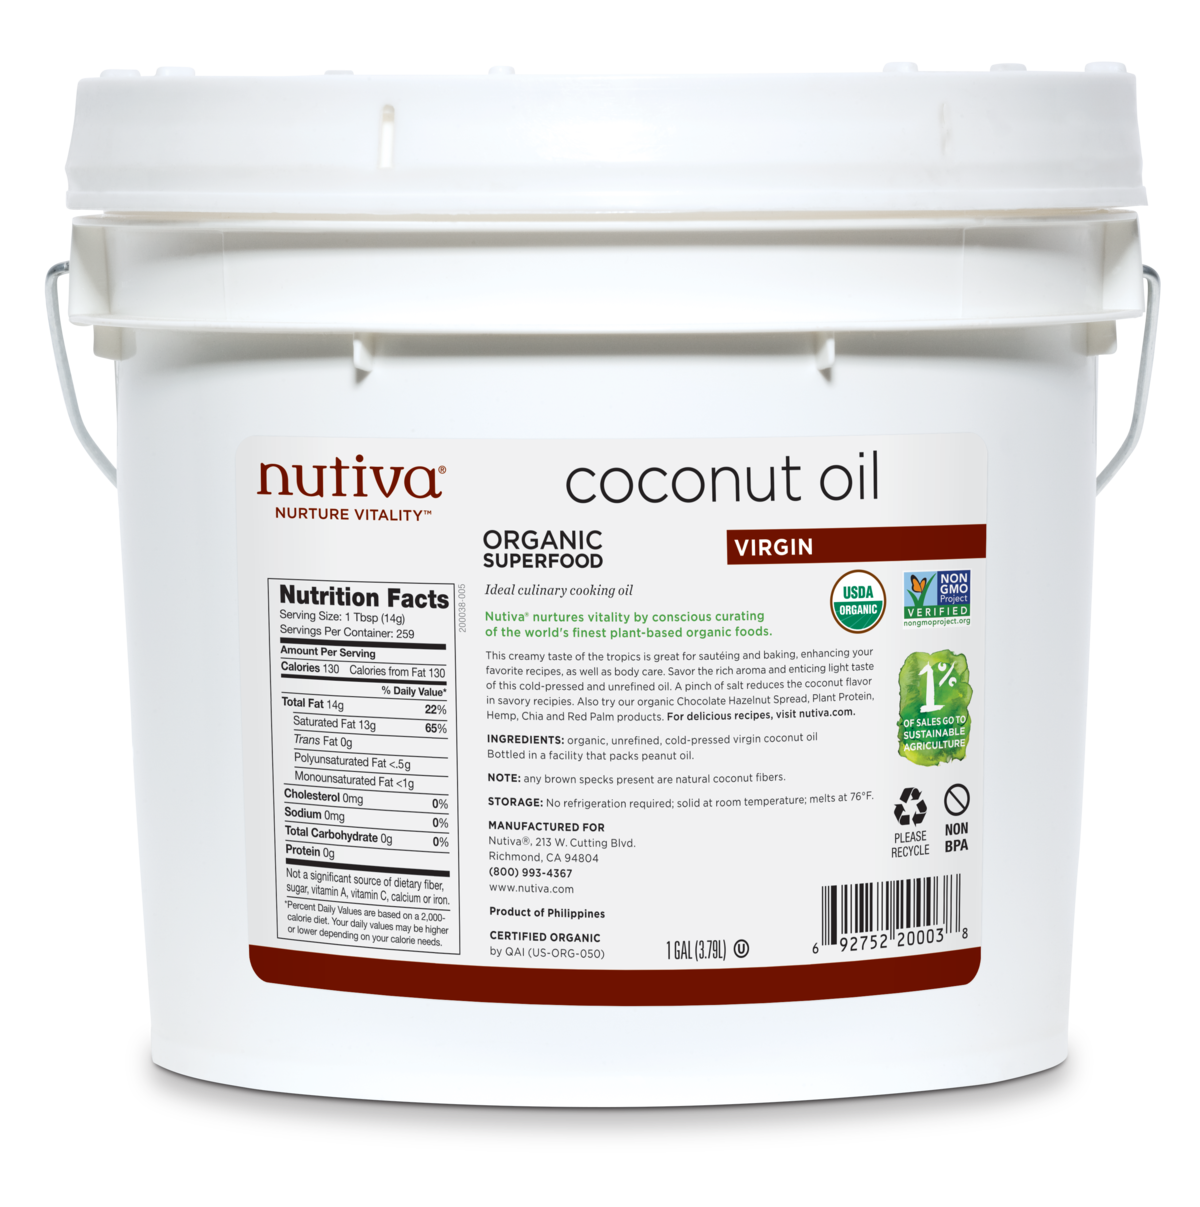 nutiva®
NURTURE VITALITY™
coconut oil
ORGANIC
SUPERFOOD
VIRGIN
Ideal culinary cooking oil
Nutiva® nurtures vitality by conscious curating
of the world's finest plant-based organic foods.
This creamy taste of the tropics is great for sautéing and baking, enhancing your
favorite recipes, as well as body care. Savor the rich aroma and enticing light taste
of this cold-pressed and unrefined oil. A pinch of salt reduces the coconut flavor
in savory recipies. Also try our organic Chocolate Hazelnut Spread, Plant Protein,
Hemp, Chia and Red Palm products. For delicious recipes, visit nutiva.com.
INGREDIENTS: organic, unrefined, cold-pressed virgin coconut oil
Bottled in a facility that packs peanut oil.
NOTE: any brown specks present are natural coconut fibers.
STORAGE: No refrigeration required; solid at room temperature; melts at 76°F.
MANUFACTURED FOR
Nutiva®, 213 W. Cutting Blvd.
Richmond, CA 94804
(800) 993-4367
www.nutiva.com
Product of Philippines
CERTIFIED ORGANIC
by QAI (US-ORG-050)
1 GAL (3.79L) U
Nutrition Facts
Serving Size: 1 Tbsp (14g)
Servings Per Container: 259
Amount Per Serving
Calories 130 Calories from Fat 130
% Daily Value*
Total Fat 14g 22%
Saturated Fat 13g 65%
Trans Fat 0g
Polyunsaturated Fat <.5g
Monounsaturated Fat <1g
Cholesterol 0mg 0%
Sodium 0mg 0%
Total Carbohydrate 0g 0%
Protein 0g
Not a significant source of dietary fiber,
sugar, vitamin A, vitamin C, calcium or iron.
*Percent Daily Values are based on a 2,000-
calorie diet. Your daily values may be higher
or lower depending on your calorie needs.
200038-005
USDA
ORGANIC
NON
GMO
Project
VERIFIED
nongmoproject.org
1%
OF SALES GO TO
SUSTAINABLE
AGRICULTURE
PLEASE
RECYCLE
NON
BPA
6 92752 20003 8